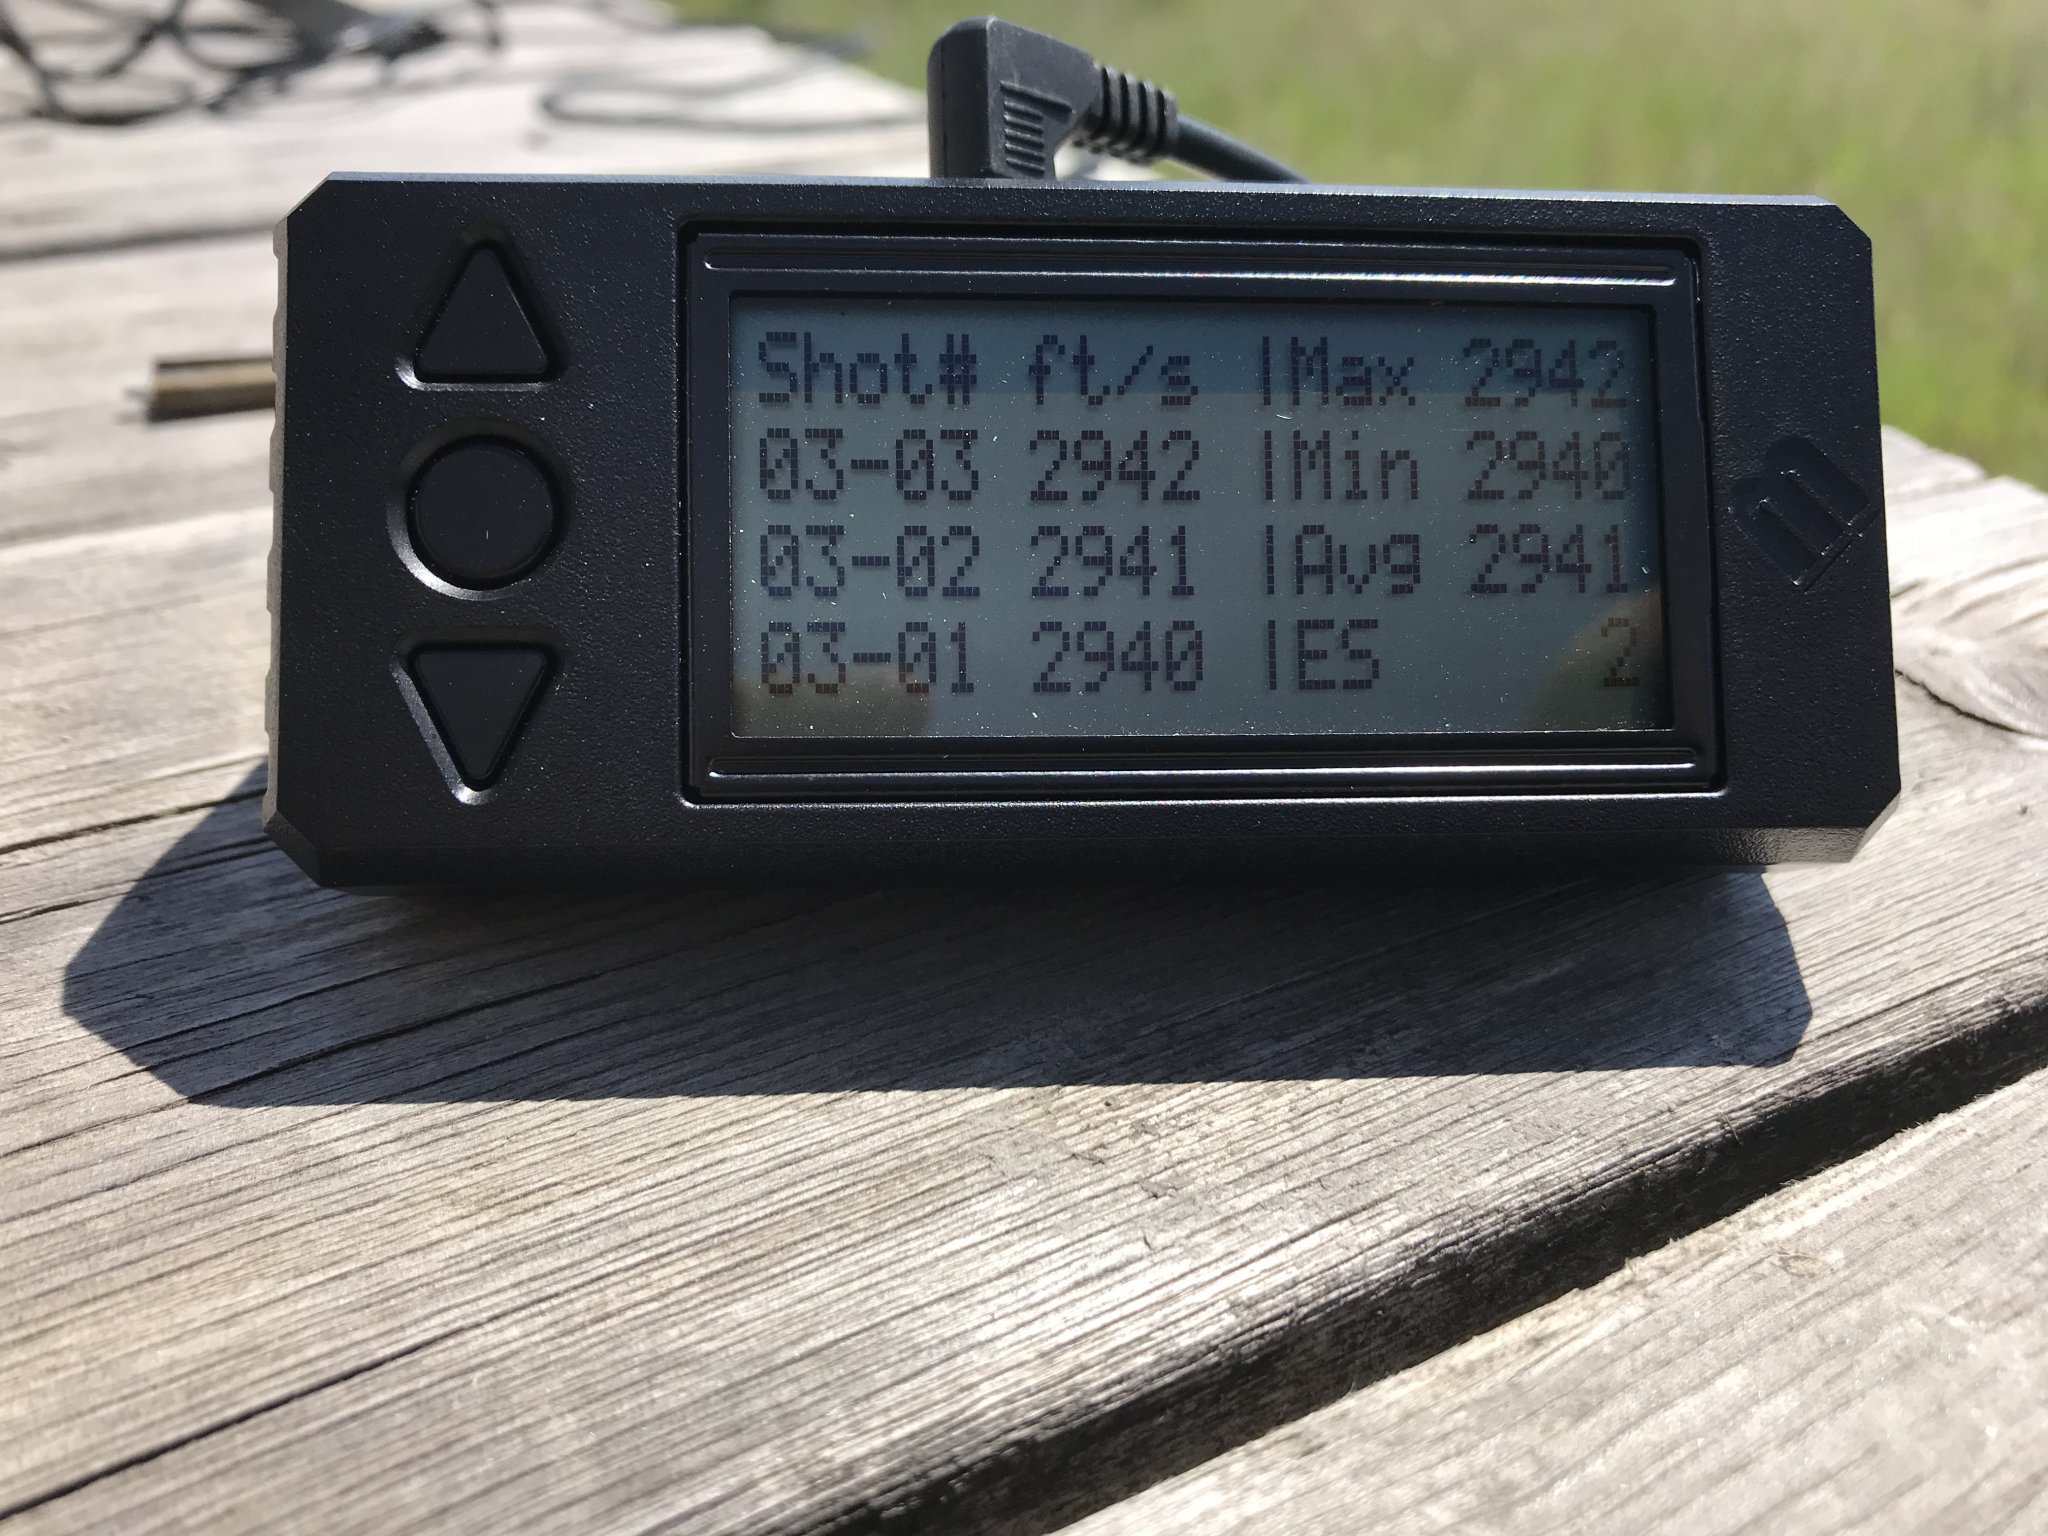 Shot# ft/s |Max 2942
03-03 2942 |Min 2940
03-02 2941 |Avg 2941
03-01 2940 |ES 2